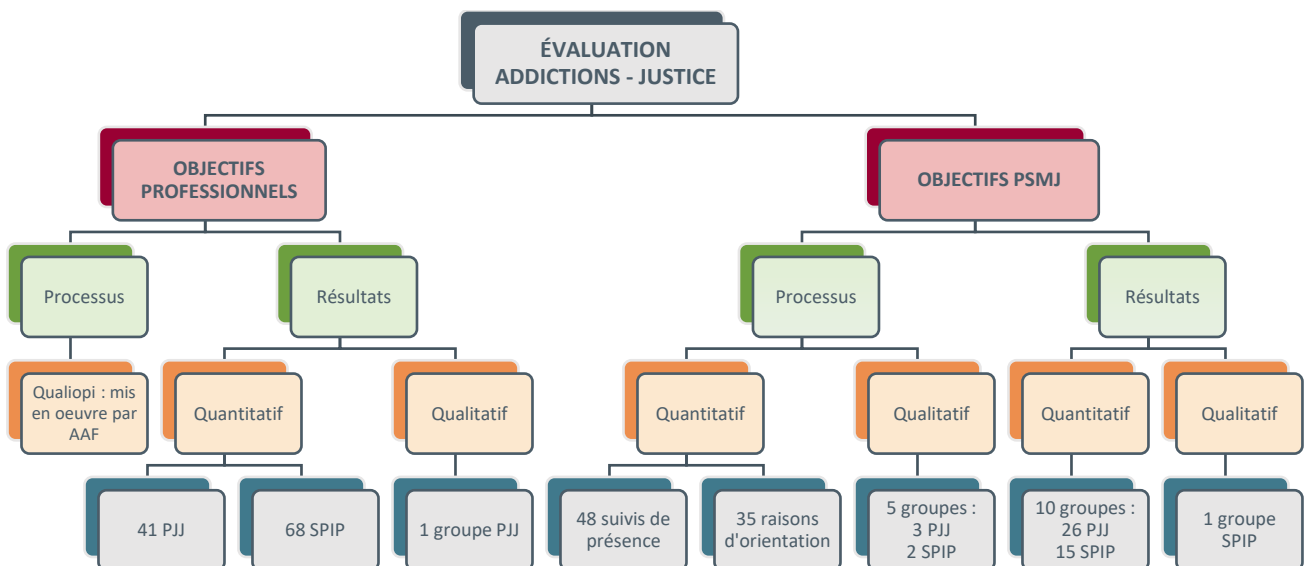 ÉVALUATION
ADDICTIONS - JUSTICE
OBJECTIFS
PROFESSIONNELS
OBJECTIFS PSMJ
Processus
Résultats
Processus
Résultats
Qualiopi : mis
en oeuvre par
AAF
Quantitatif
Qualitatif
Quantitatif
Qualitatif
Quantitatif
Qualitatif
41 PJJ
68 SPIP
1 groupe PJJ
48 suivis de
présence
35 raisons
d'orientation
5 groupes :
3 PJJ
2 SPIP
10 groupes :
26 PJJ
15 SPIP
1 groupe
SPIP